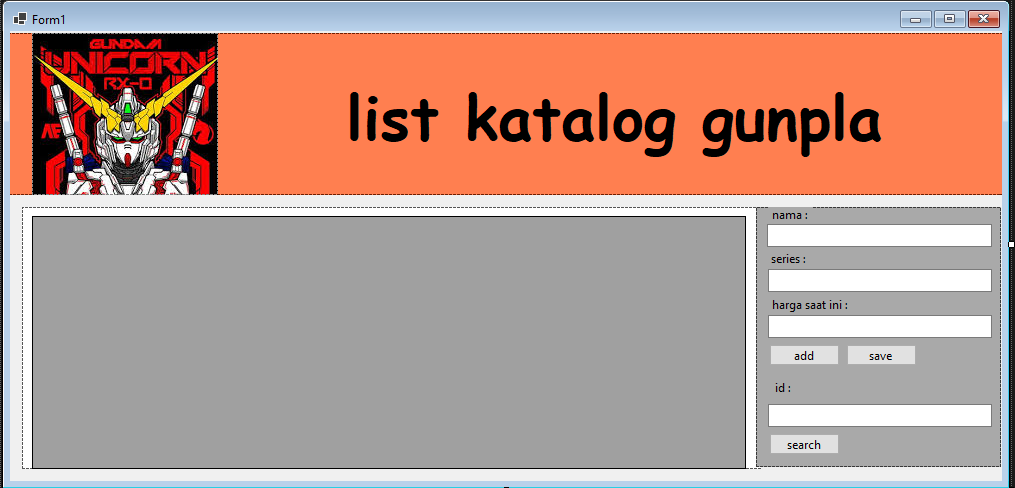 Form1
GUNDAM
UNICORN
RX-0
list katalog gunpla
nama :
series :
harga saat ini :
add
save
id :
search